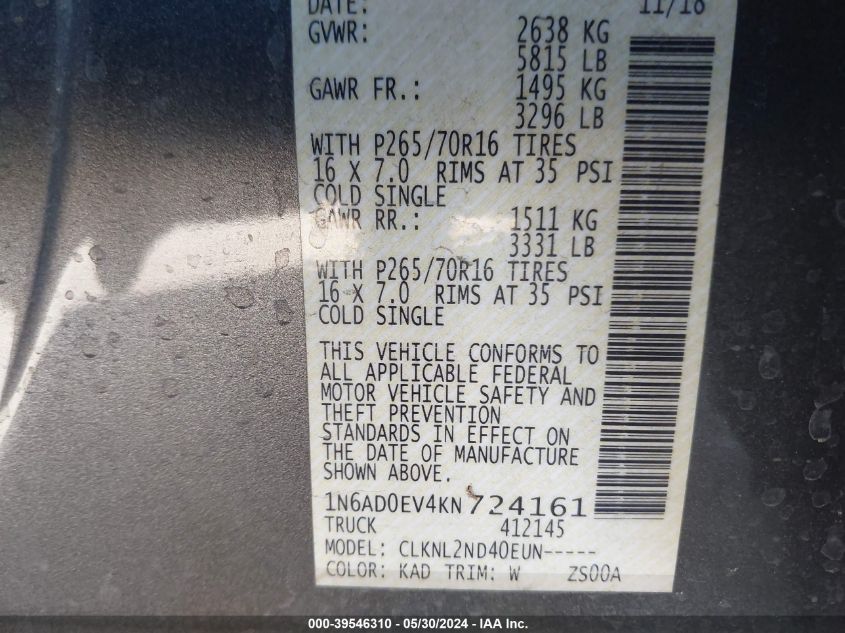 DATE: 11/18
GVWR: 2638 KG
5815 LB
GAWR FR.: 1495 KG
3296 LB
WITH P265/70R16 TIRES
16 X 7.0 RIMS AT 35 PSI
COLD SINGLE
GAWR RR.: 1511 KG
3331 LB
WITH P265/70R16 TIRES
16 X 7.0 RIMS AT 35 PSI
COLD SINGLE
THIS VEHICLE CONFORMS TO
ALL APPLICABLE FEDERAL
MOTOR VEHICLE SAFETY AND
THEFT PREVENTION
STANDARDS IN EFFECT ON
THE DATE OF MANUFACTURE
SHOWN ABOVE.
1N6AD0EV4KN724161
TRUCK 412145
MODEL: CLKNL2ND40EUN-----
COLOR: KAD TRIM: W ZS00A
000-39546310 - 05/30/2024 - IAA Inc.